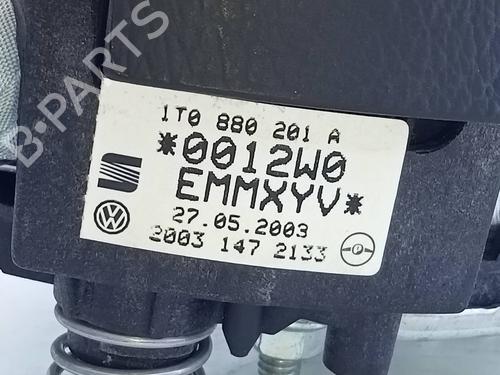 1T0 880 201 A
*0012W0
EMMXYV*
27.05.2003
2003 147 2133
B-PARTS